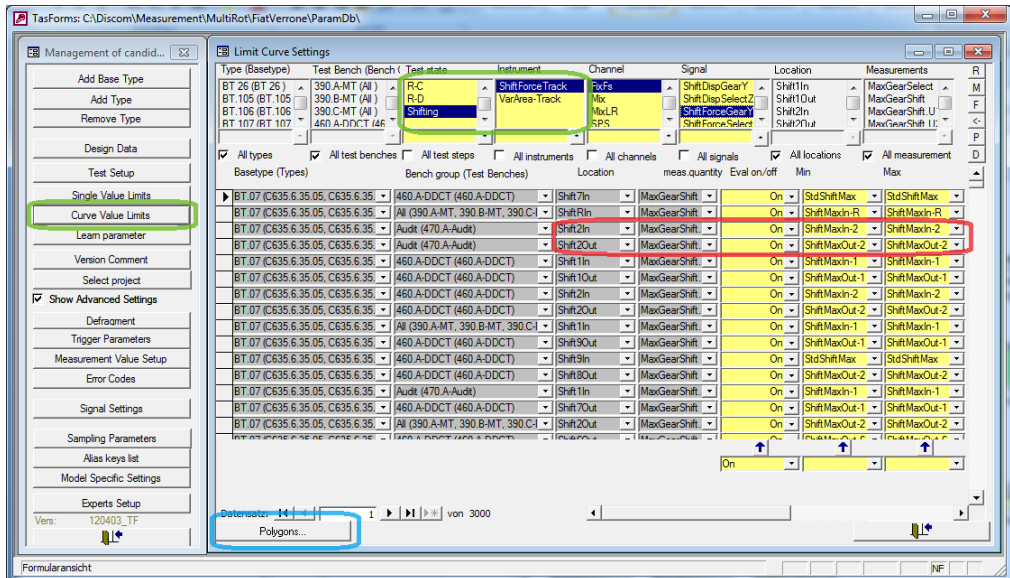 TasForms: C:\Discom\Measurement\MultiRot\FiatVerrone\ParamDb\
Management of candid...
Add Base Type
Add Type
Remove Type
Design Data
Test Setup
Single Value Limits
Curve Value Limits
Learn parameter
Version Comment
Select project
Show Advanced Settings
Defragment
Trigger Parameters
Measurement Value Setup
Error Codes
Signal Settings
Sampling Parameters
Alias keys list
Model Specific Settings
Experts Setup
Vers: 120403_TF
Limit Curve Settings
Type (Basetype) Test Bench (Bench ( Test state Instrument Channel Signal Location Measurements R
BT 26 (BT 26 ) 390.A-MT (All ) R-C ShiftForceTrack FixFs ShiftDispGearY Shift1In MaxGearSelect M
BT.105 (BT.105 390.B-MT (All ) R-D VarArea-Track Mix ShiftDispSelectZ Shift1Out MaxGearShift F
BT.106 (BT.106 390.C-MT (All ) Shifting MixLR ShiftForceGearY Shift2In MaxGearShift.U <-
BT 107 (BT 107 460 A-DDCT (46 SPS ShiftForceSelect Shift2Out MaxGearShift P
All types All test benches All test steps All instruments All channels All signals All locations All measurement D
Basetype (Types) Bench group (Test Benches) Location meas.quantity Eval on/off Min Max
BT.07 (C635.6.35.05, C635.6.35. 460.A-DDCT (460.A-DDCT) Shift7In MaxGearShift. On StdShiftMax StdShiftMax
BT.07 (C635.6.35.05, C635.6.35. All (390.A-MT, 390.B-MT, 390.C-I ShiftRIn MaxGearShift. On ShiftMaxIn-R ShiftMaxIn-R
BT.07 (C635.6.35.05, C635.6.35. Audit (470.A-Audit) Shift2In MaxGearShift. On ShiftMaxIn-2 ShiftMaxIn-2
BT.07 (C635.6.35.05, C635.6.35. Audit (470.A-Audit) Shift2Out MaxGearShift. On ShiftMaxOut-2 ShiftMaxOut-2
BT.07 (C635.6.35.05, C635.6.35. 460.A-DDCT (460.A-DDCT) Shift1In MaxGearShift. On ShiftMaxIn-1 ShiftMaxIn-1
BT.07 (C635.6.35.05, C635.6.35. 460.A-DDCT (460.A-DDCT) Shift1Out MaxGearShift. On ShiftMaxOut-1 ShiftMaxOut-1
BT.07 (C635.6.35.05, C635.6.35. 460.A-DDCT (460.A-DDCT) Shift2In MaxGearShift. On ShiftMaxIn-2 ShiftMaxIn-2
BT.07 (C635.6.35.05, C635.6.35. 460.A-DDCT (460.A-DDCT) Shift2Out MaxGearShift. On ShiftMaxOut-2 ShiftMaxOut-2
BT.07 (C635.6.35.05, C635.6.35. All (390.A-MT, 390.B-MT, 390.C-I Shift1In MaxGearShift. On ShiftMaxIn-1 ShiftMaxIn-1
BT.07 (C635.6.35.05, C635.6.35. 460.A-DDCT (460.A-DDCT) Shift9Out MaxGearShift. On ShiftMaxOut-1 ShiftMaxOut-1
BT.07 (C635.6.35.05, C635.6.35. 460.A-DDCT (460.A-DDCT) Shift9In MaxGearShift. On StdShiftMax StdShiftMax
BT.07 (C635.6.35.05, C635.6.35. 460.A-DDCT (460.A-DDCT) Shift8Out MaxGearShift. On ShiftMaxOut-2 ShiftMaxOut-2
BT.07 (C635.6.35.05, C635.6.35. Audit (470.A-Audit) Shift1In MaxGearShift. On ShiftMaxIn-1 ShiftMaxIn-1
BT.07 (C635.6.35.05, C635.6.35. 460.A-DDCT (460.A-DDCT) Shift7Out MaxGearShift. On ShiftMaxOut-1 ShiftMaxOut-1
BT.07 (C635.6.35.05, C635.6.35. All (390.A-MT, 390.B-MT, 390.C-I Shift2Out MaxGearShift. On ShiftMaxOut-2 ShiftMaxOut-2
On
Datensatz: 1 von 3000
Polygons...
Formularansicht NF